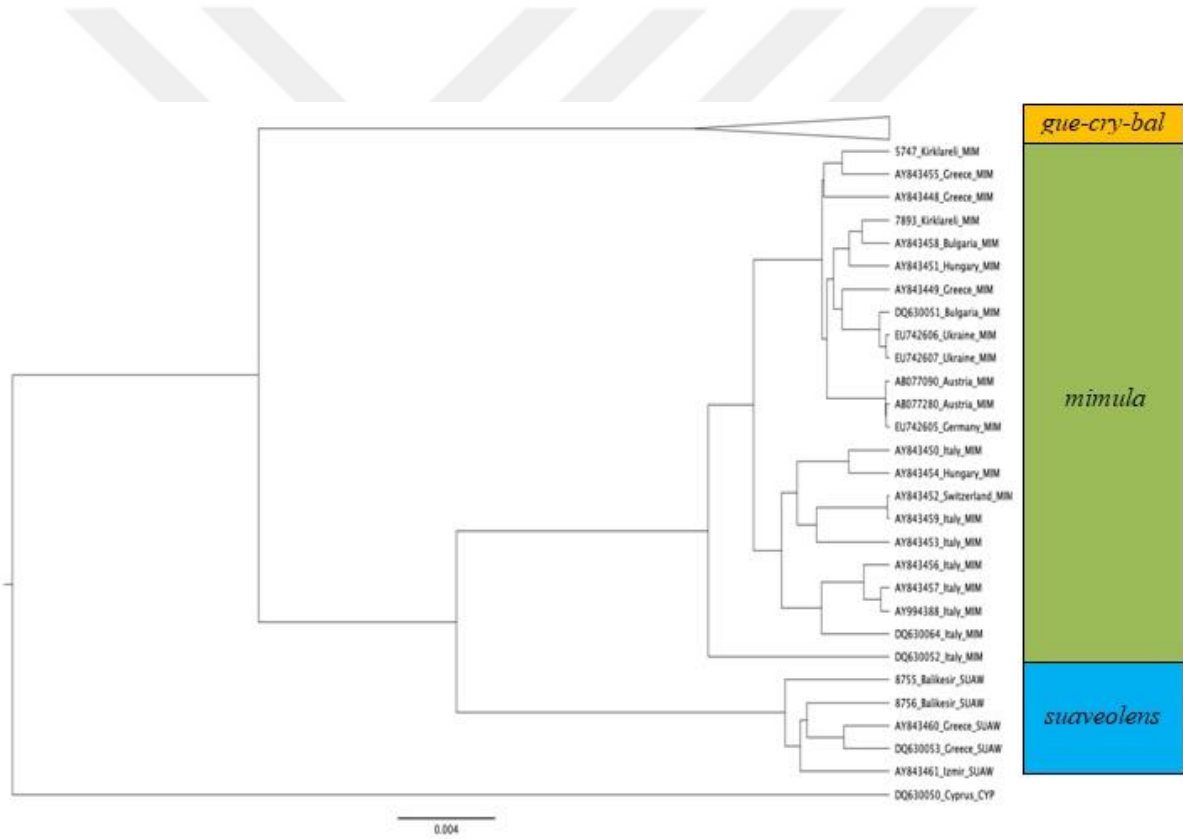 gue-cry-bal
5747_Kirklareli_MIM
AY843455_Greece_MIM
AY843448_Greece_MIM
7893_Kirklareli_MIM
AY843458_Bulgaria_MIM
AY843451_Hungary_MIM
AY843449_Greece_MIM
DQ630051_Bulgaria_MIM
EU742606_Ukraine_MIM
EU742607_Ukraine_MIM
AB077090_Austria_MIM
AB077280_Austria_MIM
EU742605_Germany_MIM
mimula
AY843450_Italy_MIM
AY843454_Hungary_MIM
AY843452_Switzerland_MIM
AY843459_Italy_MIM
AY843453_Italy_MIM
AY843456_Italy_MIM
AY843457_Italy_MIM
AY994388_Italy_MIM
DQ630064_Italy_MIM
DQ630052_Italy_MIM
8755_Balikesir_SUAW
8756_Balikesir_SUAW
suaveolens
AY843460_Greece_SUAW
DQ630053_Greece_SUAW
AY843461_Izmir_SUAW
DQ630050_Cyprus_CYP
0.004